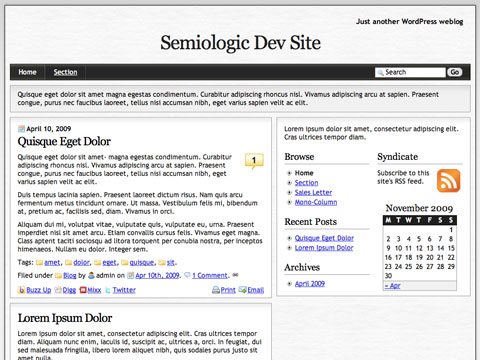 Just another WordPress weblog
Semiologic Dev Site
Home Section Search Go
Quisque eget dolor sit amet magna egestas condimentum. Curabitur adipiscing rhoncus nisl. Vivamus adipiscing arcu at sapien. Praesent
congue, purus nec faucibus laoreet, tellus nisi accumsan nibh, eget varius sapien velit ac elit.
April 10, 2009
Quisque Eget Dolor
1
Quisque eget dolor sit amet- magna egestas condimentum. Curabitur
adipiscing rhoncus nisl. Vivamus adipiscing arcu at sapien. Praesent
congue, purus nec faucibus laoreet, tellus nisi accumsan nibh, eget varius
sapien velit ac elit.
Duis tempus lacinia sapien. Praesent laoreet dictum risus. Nam quis arcu
fermentum metus tincidunt ornare. Ut massa. Vestibulum felis mi, bibendum
at, pretium ac, facilisis sed, diam. Vivamus in orci.
Aliquam dui mi, volutpat vitae, vulputate quis, vulputate eu, urna. Praesent
imperdiet nisi sit amet arcu. Etiam convallis cursus felis. Vivamus eget magna.
Class aptent taciti sociosqu ad litora torquent per conubia nostra, per inceptos
himenaeos. Nullam eu dolor. Integer sem.
Tags: amet, dolor, eget, quisque, sit.
Filed under Blog by admin on Apr 10th, 2009. 1 Comment.
Buzz Up Digg Mixx Twitter Print Email
Lorem Ipsum Dolor
Lorem ipsum dolor sit amet, consectetur adipiscing elit. Cras ultrices tempor
diam. Aliquam nunc enim, iaculis id, suscipit ac, ultrices a, orci. In feugiat, dui
sed malesuada fringilla, libero enim aliquet nibh, quis sodales purus justo sit
amet nulla.
Lorem ipsum dolor sit amet, consectetur adipiscing elit.
Cras ultrices tempor diam.
Browse
Home
Section
Sales Letter
Mono-Column
Recent Posts
Quisque Eget Dolor
Lorem Ipsum Dolor
Archives
April 2009
Syndicate
Subscribe to this
site's RSS feed.
November 2009
M T W T F S S
1
2 3 4 5 6 7 8
9 10 11 12 13 14 15
16 17 18 19 20 21 22
23 24 25 26 27 28 29
30
« Apr